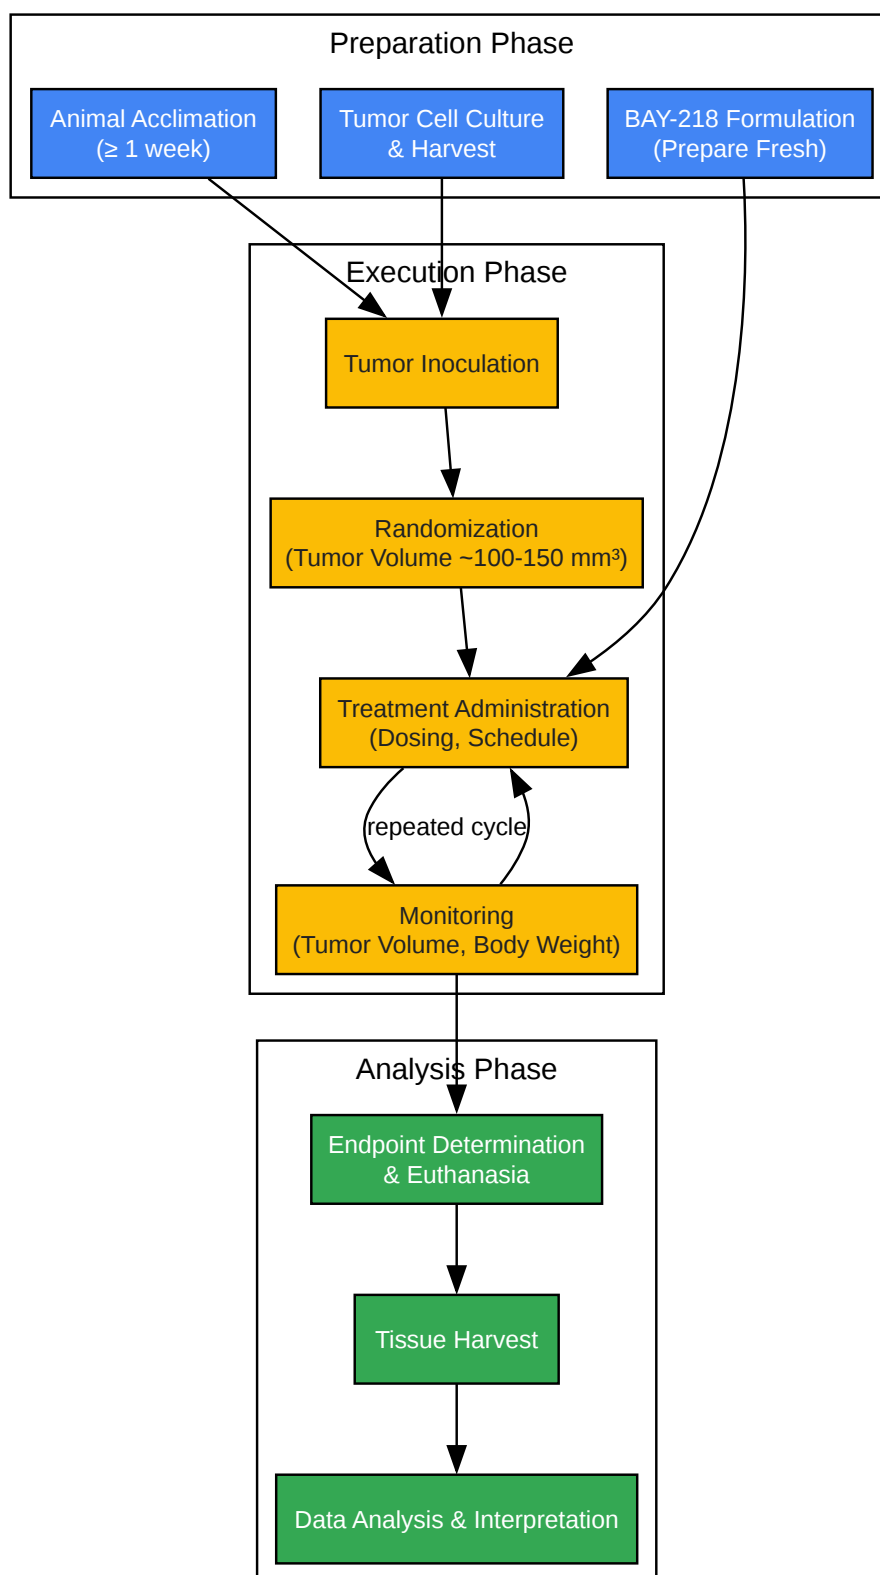 Preparation Phase
Animal Acclimation
(≥ 1 week)
Tumor Cell Culture
& Harvest
BAY-218 Formulation
(Prepare Fresh)
Execution Phase
Tumor Inoculation
Randomization
(Tumor Volume ~100-150 mm³)
Treatment Administration
(Dosing, Schedule)
repeated cycle
Monitoring
(Tumor Volume, Body Weight)
Analysis Phase
Endpoint Determination
& Euthanasia
Tissue Harvest
Data Analysis & Interpretation